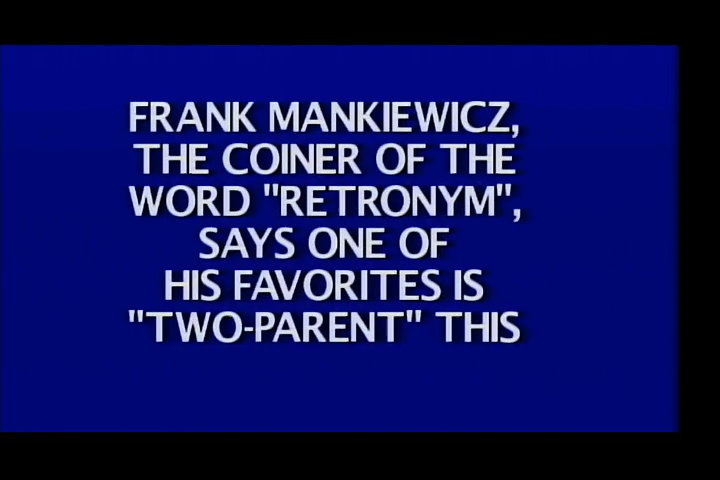 FRANK MANKIEWICZ,
THE COINER OF THE
WORD "RETRONYM",
SAYS ONE OF
HIS FAVORITES IS
"TWO-PARENT" THIS